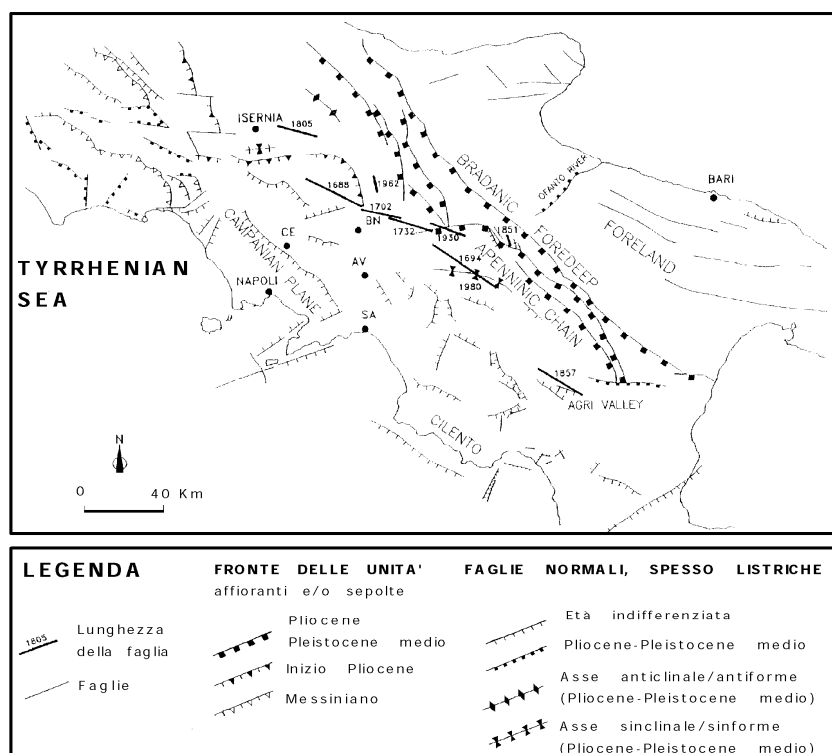 ISERNIA
1805
1688
1962
1702
BN
1732
1930
1851
1694
1980
CE
AV
NAPOLI
SA
CAMPANIAN PLANE
TYRRHENIAN
SEA
BRADANIC FOREDEEP
APENNINIC CHAIN
OFANTO RIVER
BARI
FORELAND
1857
AGRI VALLEY
CILENTO
N
0 40 Km
LEGENDA
1805
Lunghezza
della faglia
Faglie
FRONTE DELLE UNITA'
affioranti e/o sepolte
Pliocene
Pleistocene medio
Inizio Pliocene
Messiniano
FAGLIE NORMALI, SPESSO LISTRICHE
Età indifferenziata
Pliocene-Pleistocene medio
Asse anticlinale/antiforme
(Pliocene-Pleistocene medio)
Asse sinclinale/sinforme
(Pliocene-Pleistocene medio)